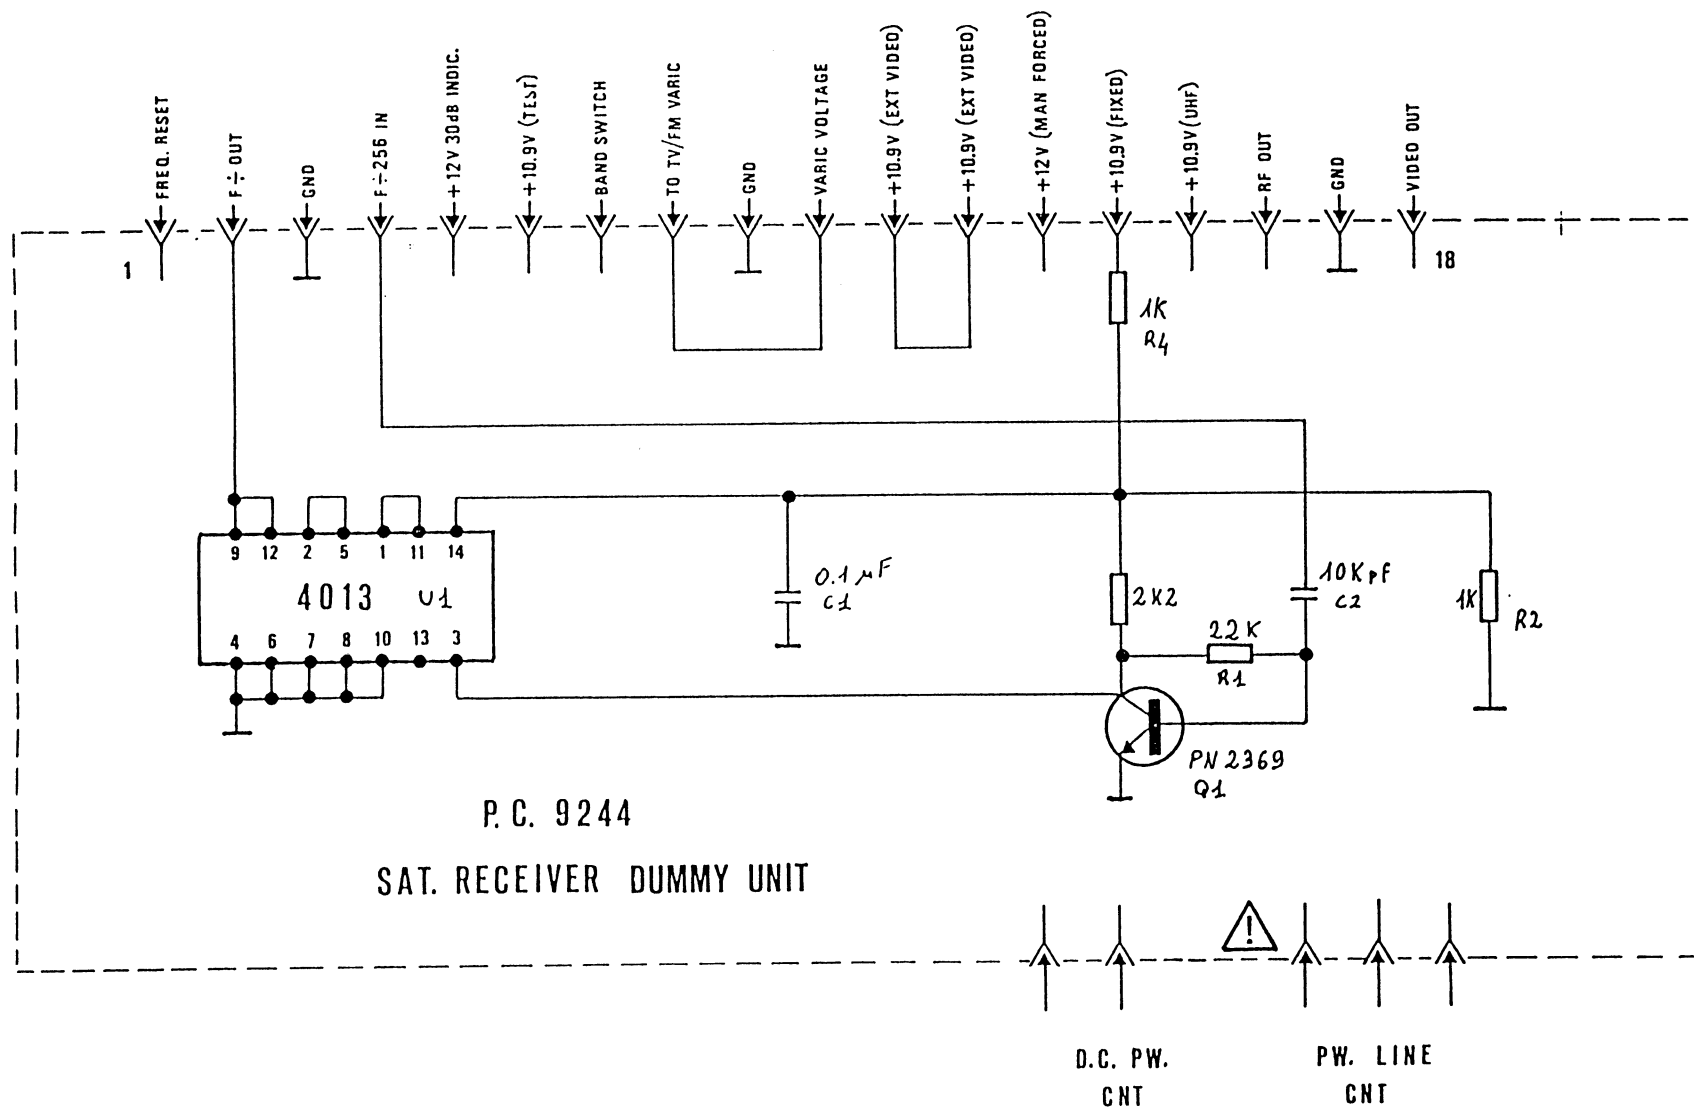 FREQ. RESET
F ÷ OUT
GND
F ÷ 256 IN
+12V 30dB INDIC.
+10.9V (TEST)
BAND SWITCH
TO TV/FM VARIC
GND
VARIC VOLTAGE
+10.9V (EXT VIDEO)
+10.9V (EXT VIDEO)
+12V (MAN FORCED)
+10.9V (FIXED)
+10.9V (UHF)
RF OUT
GND
VIDEO OUT
1
18
1K
R4
9 12 2 5 1 11 14
4013 U1
4 6 7 8 10 13 3
0.1 µF
C1
2K2
22K
R1
10KpF
C2
1K
R2
PN 2369
Q1
P.C. 9244
SAT. RECEIVER DUMMY UNIT
!
D.C. PW.
CNT
PW. LINE
CNT